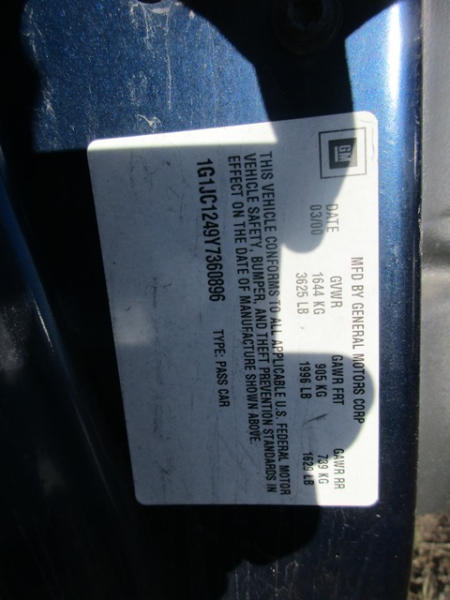 GM
MFD BY GENERAL MOTORS CORP
DATE GVWR GAWR FRT GAWR RR
03/00 1644 KG 905 KG 739 KG
3625 LB 1996 LB 1629 LB
THIS VEHICLE CONFORMS TO ALL APPLICABLE U.S. FEDERAL MOTOR
VEHICLE SAFETY, BUMPER, AND THEFT PREVENTION STANDARDS IN
EFFECT ON THE DATE OF MANUFACTURE SHOWN ABOVE.
1G1JC1249Y7360896 TYPE: PASS CAR